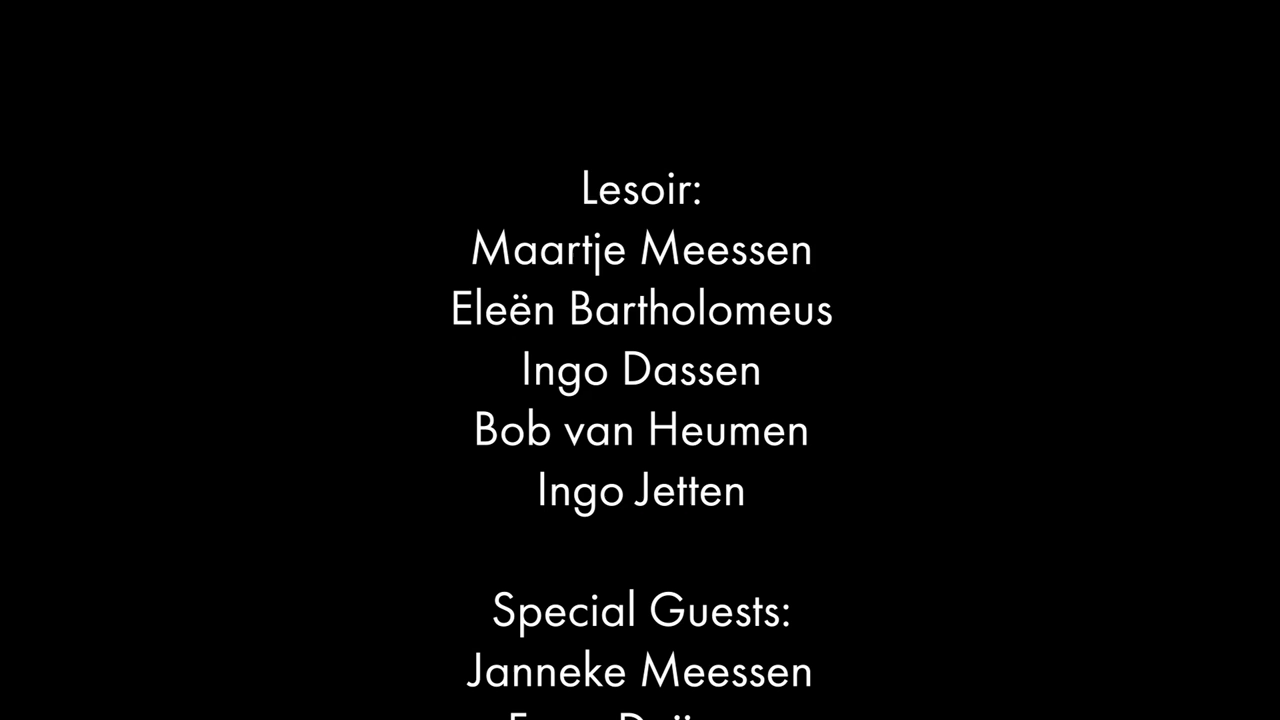 Lesoir:
Maartje Meessen
Eleën Bartholomeus
Ingo Dassen
Bob van Heumen
Ingo Jetten
Special Guests:
Janneke Meessen